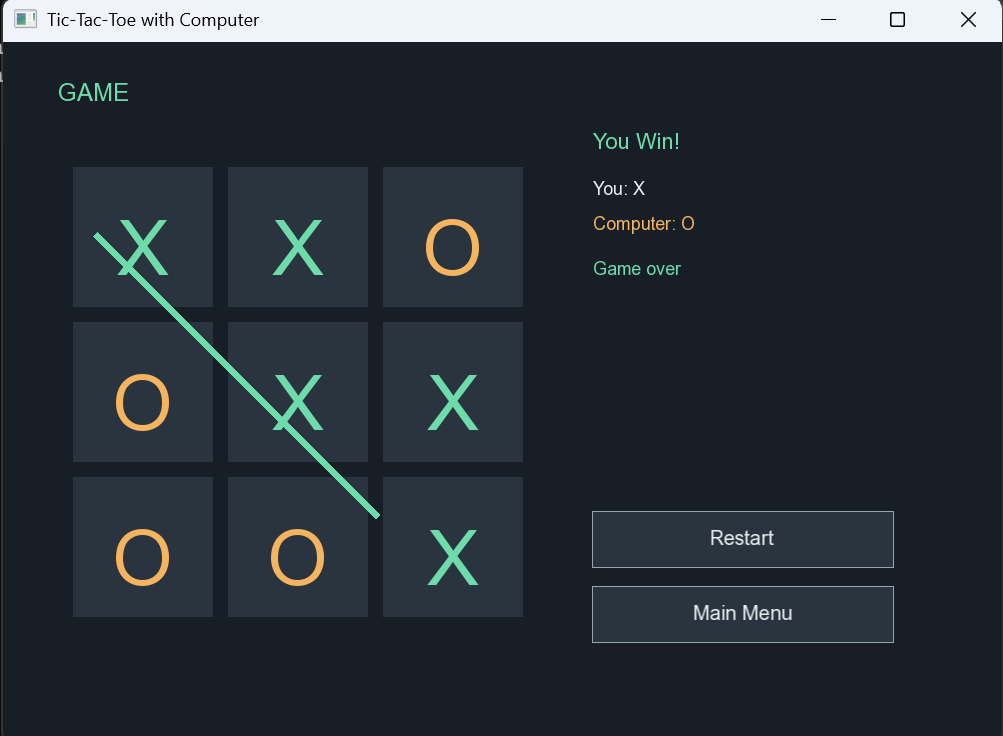 Tic-Tac-Toe with Computer
GAME
You Win!
You: X
Computer: O
Game over
X X O
O X X
O O X
Restart
Main Menu